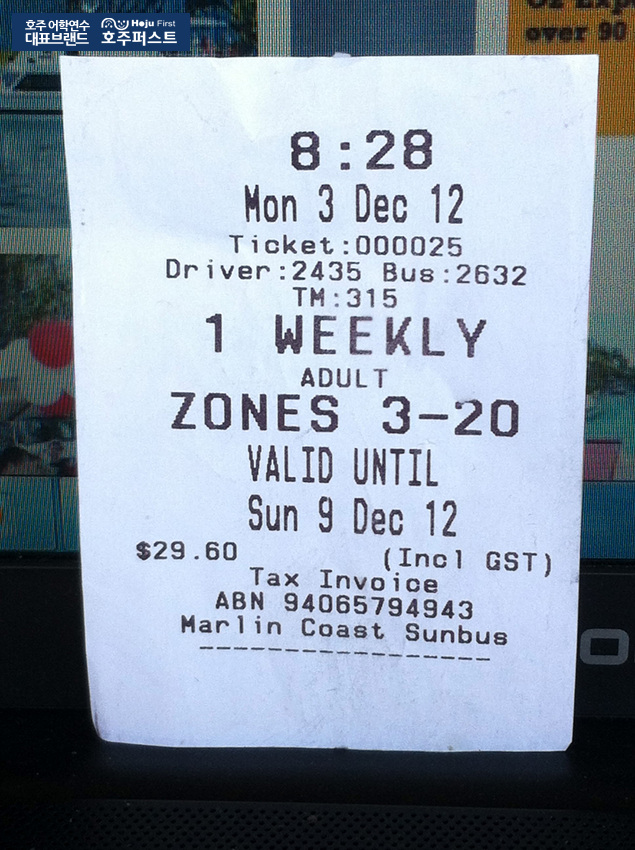 호주 어학연수
대표브랜드
Hoju First
호주퍼스트
over 90
8:28
Mon 3 Dec 12
Ticket:000025
Driver:2435 Bus:2632
TM:315
1 WEEKLY
ADULT
ZONES 3-20
VALID UNTIL
Sun 9 Dec 12
$29.60 (Incl GST)
Tax Invoice
ABN 94065794943
Marlin Coast Sunbus
-----------------